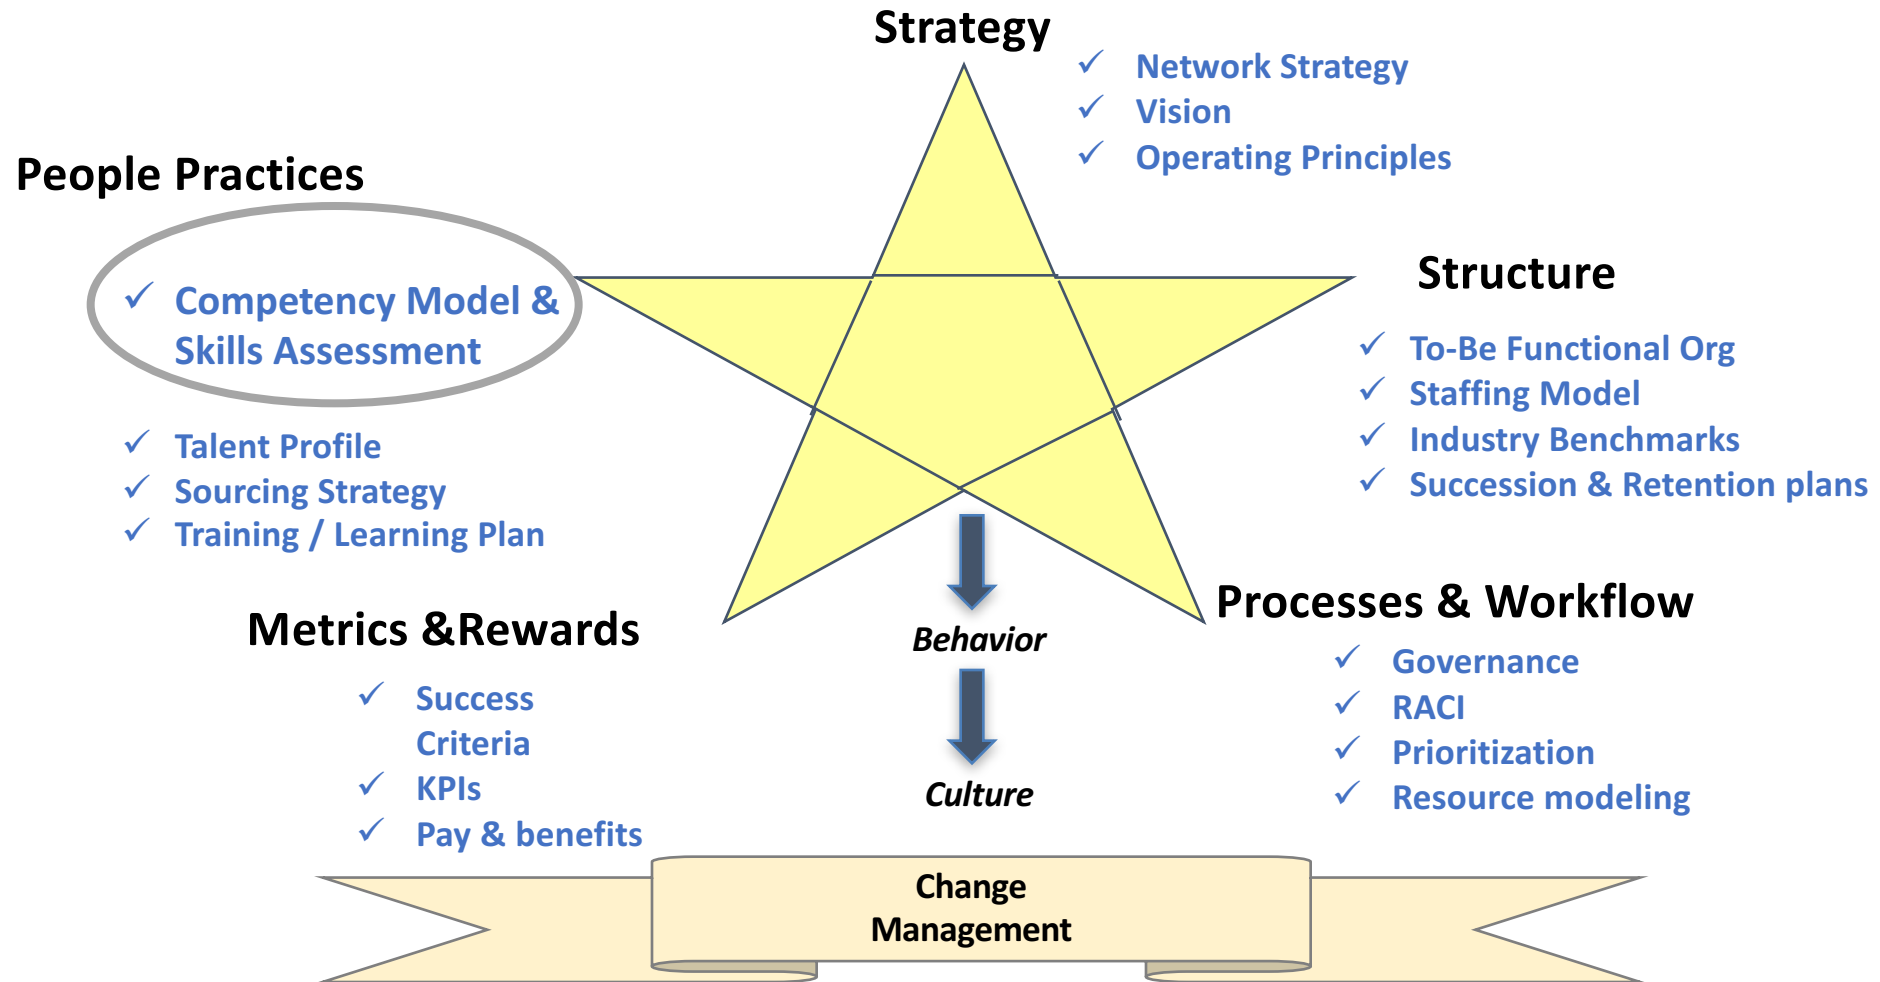 Strategy
Network Strategy
Vision
Operating Principles
People Practices
Competency Model &
Skills Assessment
Talent Profile
Sourcing Strategy
Training / Learning Plan
Structure
To-Be Functional Org
Staffing Model
Industry Benchmarks
Succession & Retention plans
Metrics &Rewards
Success
Criteria
KPIs
Pay & benefits
Behavior
Culture
Processes & Workflow
Governance
RACI
Prioritization
Resource modeling
Change
Management